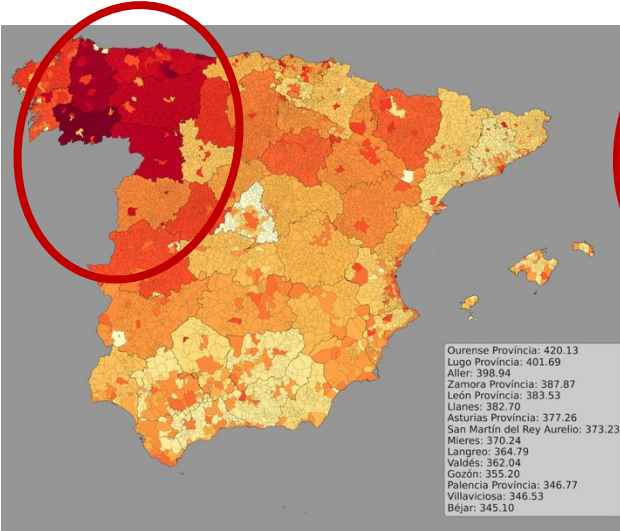 Ourense Província: 420.13
Lugo Província: 401.69
Aller: 398.94
Zamora Província: 387.87
León Província: 383.53
Llanes: 382.70
Asturias Província: 377.26
San Martín del Rey Aurelio: 373.23
Mieres: 370.24
Langreo: 364.79
Valdés: 362.04
Gozón: 355.20
Palencia Província: 346.77
Villaviciosa: 346.53
Béjar: 345.10